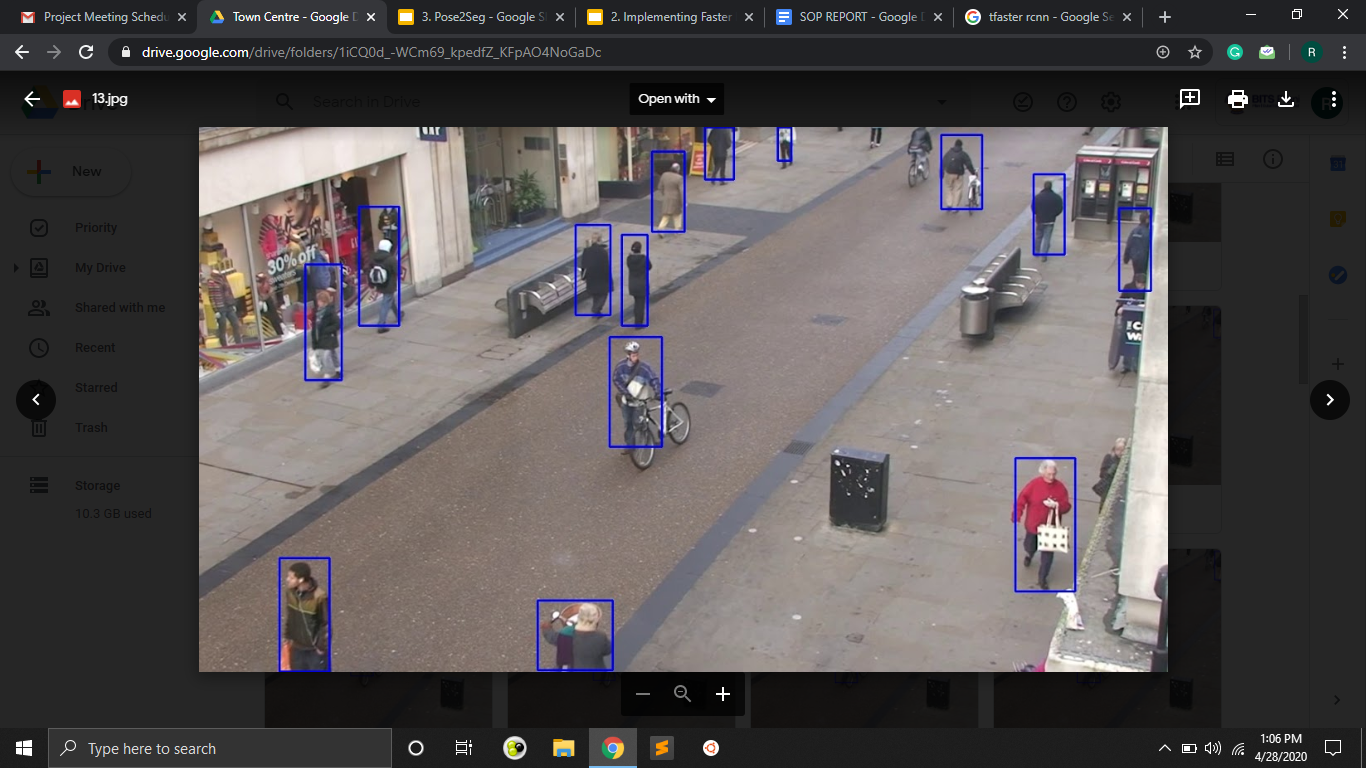 Project Meeting Schedu
Town Centre - Google D
3. Pose2Seg - Google Sl
2. Implementing Faster
SOP REPORT - Google D
tfaster rcnn - Google Se
drive.google.com/drive/folders/1iCQ0d_-WCm69_kpedfZ_KFpAO4NoGaDc
R
13.jpg
Search in Drive
Open with
New
Priority
My Drive
Shared with me
Recent
Starred
Trash
Storage
10.3 GB used
30% off
Type here to search
1:06 PM
4/28/2020